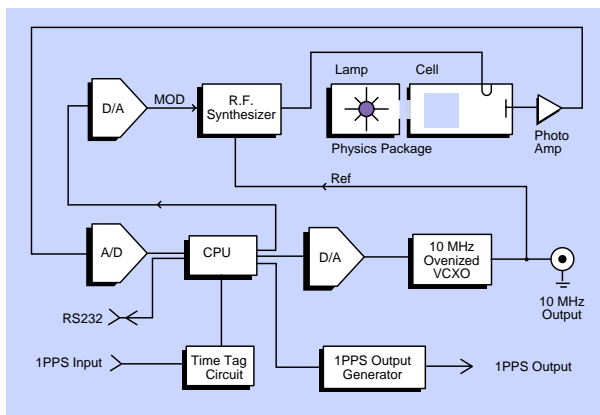 Lamp
Cell
D/A
MOD
R.F.
Synthesizer
Physics Package
Photo
Amp
Ref
A/D
CPU
D/A
10 MHz
Ovenized
VCXO
10 MHz
Output
RS232
1PPS Input
Time Tag
Circuit
1PPS Output
Generator
1PPS Output